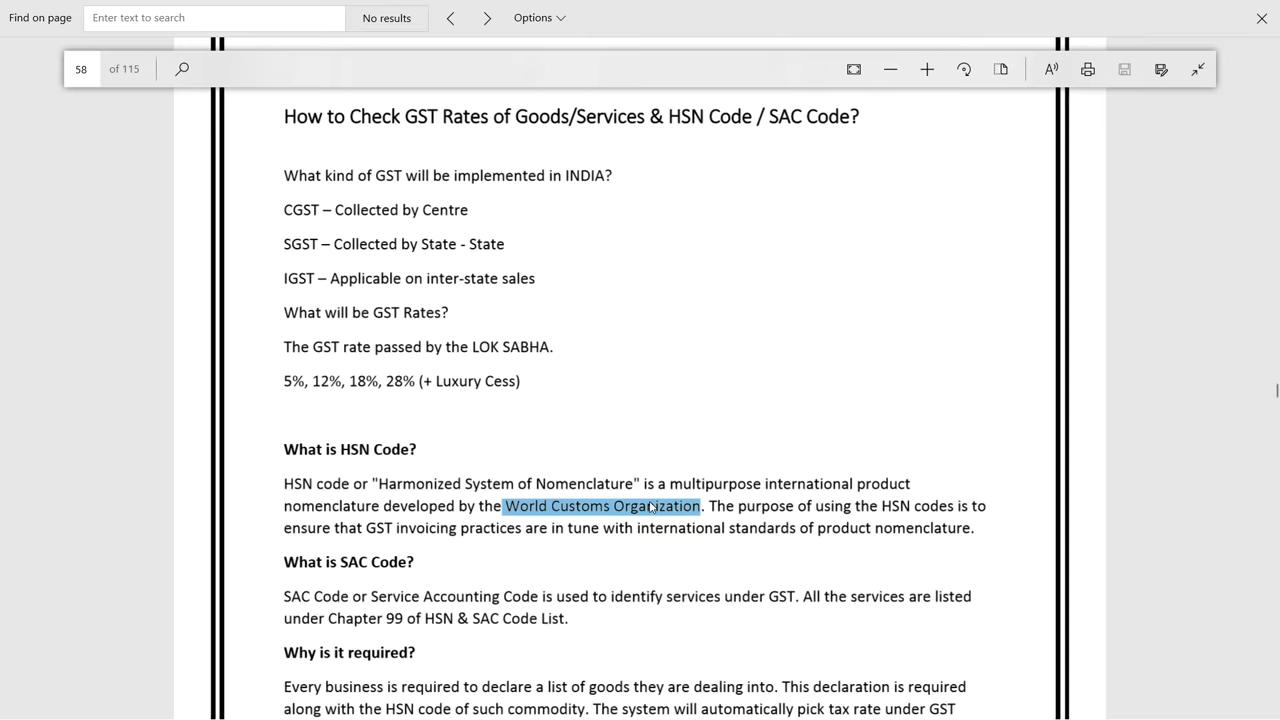 Find on page
Enter text to search
No results
Options
58 of 115
How to Check GST Rates of Goods/Services & HSN Code / SAC Code?
What kind of GST will be implemented in INDIA?
CGST – Collected by Centre
SGST – Collected by State - State
IGST – Applicable on inter-state sales
What will be GST Rates?
The GST rate passed by the LOK SABHA.
5%, 12%, 18%, 28% (+ Luxury Cess)
What is HSN Code?
HSN code or "Harmonized System of Nomenclature" is a multipurpose international product
nomenclature developed by the World Customs Organization. The purpose of using the HSN codes is to
ensure that GST invoicing practices are in tune with international standards of product nomenclature.
What is SAC Code?
SAC Code or Service Accounting Code is used to identify services under GST. All the services are listed
under Chapter 99 of HSN & SAC Code List.
Why is it required?
Every business is required to declare a list of goods they are dealing into. This declaration is required
along with the HSN code of such commodity. The system will automatically pick tax rate under GST